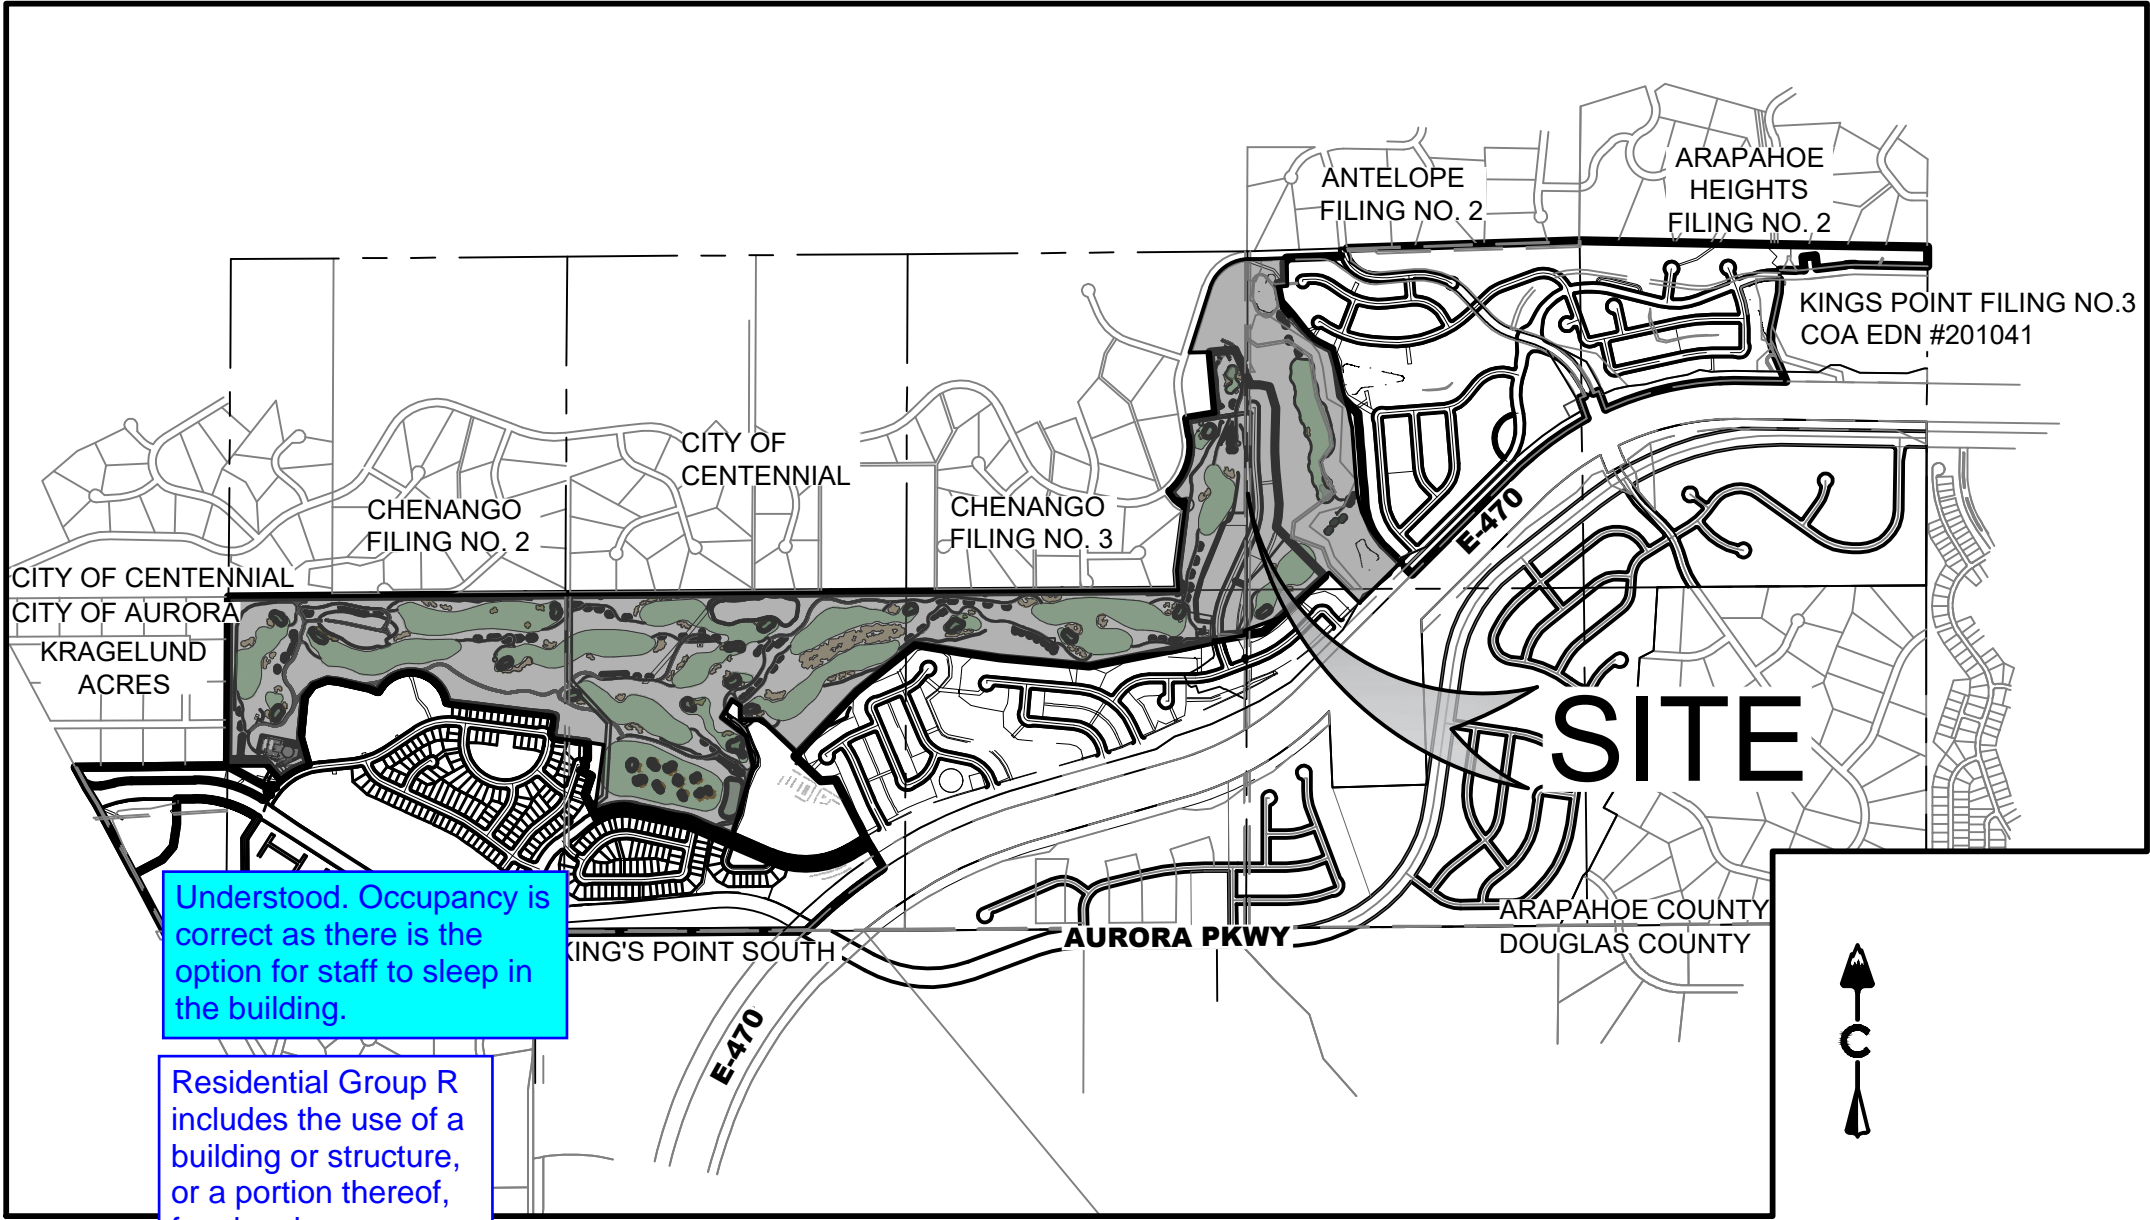 ARAPAHOE
HEIGHTS
FILING NO. 2
ANTELOPE
FILING NO. 2
KINGS POINT FILING NO.3
COA EDN #201041
CITY OF
CENTENNIAL
CHENANGO
FILING NO. 2
CHENANGO
FILING NO. 3
E-470
CITY OF CENTENNIAL
CITY OF AURORA
KRAGELUND
ACRES
SITE
Understood. Occupancy is
correct as there is the
option for staff to sleep in
the building.
KING'S POINT SOUTH
AURORA PKWY
ARAPAHOE COUNTY
DOUGLAS COUNTY
E-470
C
Residential Group R
includes the use of a
building or structure,
or a portion thereof,